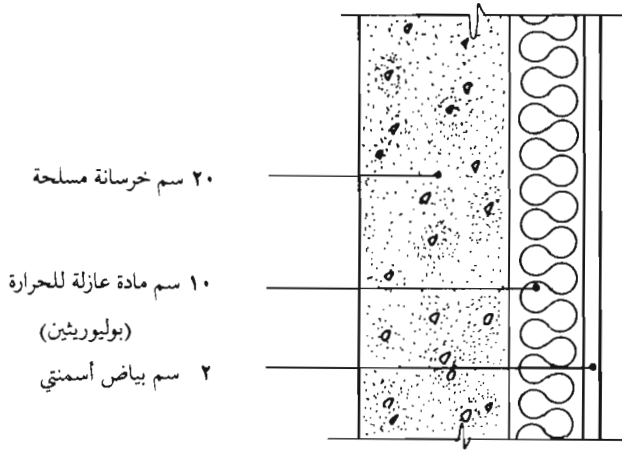 ٢٠ سم خرسانة مسلحة
١٠ سم مادة عازلة للحرارة
(بوليوريثين)
٢ سم بياض أسمنتي